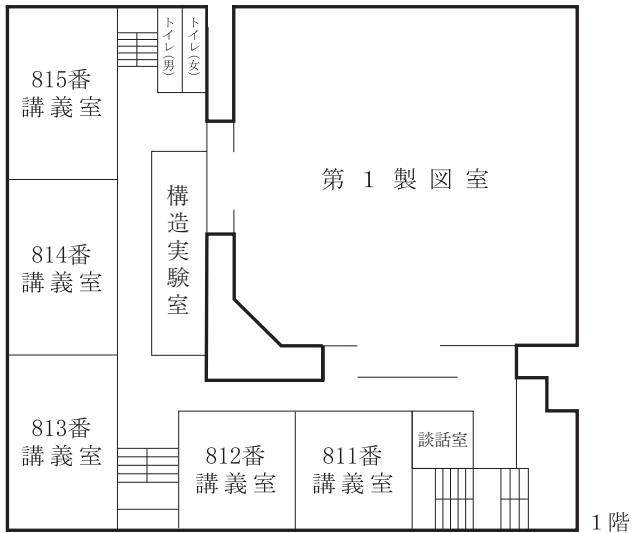 トイレ(男)
トイレ(女)
815番
講義室
第1製図室
構造実験室
814番
講義室
813番
講義室
812番
講義室
811番
講義室
談話室
1階